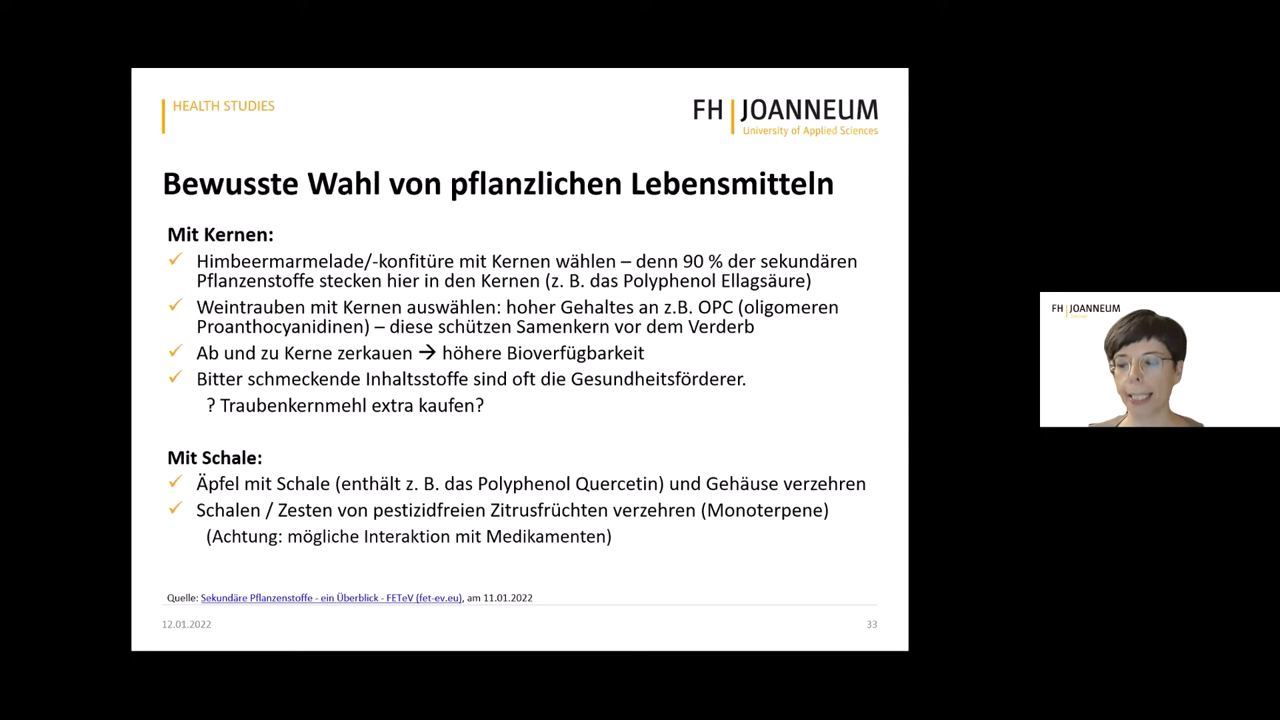 HEALTH STUDIES
FH JOANNEUM
University of Applied Sciences
Bewusste Wahl von pflanzlichen Lebensmitteln
Mit Kernen:
✓ Himbeermarmelade/-konfitüre mit Kernen wählen – denn 90 % der sekundären
Pflanzenstoffe stecken hier in den Kernen (z. B. das Polyphenol Ellagsäure)
✓ Weintrauben mit Kernen auswählen: hoher Gehaltes an z.B. OPC (oligomeren
Proanthocyanidinen) – diese schützen Samenkern vor dem Verderb
✓ Ab und zu Kerne zerkauen → höhere Bioverfügbarkeit
✓ Bitter schmeckende Inhaltsstoffe sind oft die Gesundheitsförderer.
? Traubenkernmehl extra kaufen?
Mit Schale:
✓ Äpfel mit Schale (enthält z. B. das Polyphenol Quercetin) und Gehäuse verzehren
✓ Schalen / Zesten von pestizidfreien Zitrusfrüchten verzehren (Monoterpene)
(Achtung: mögliche Interaktion mit Medikamenten)
Quelle: Sekundäre Pflanzenstoffe - ein Überblick - FETeV (fet-ev.eu), am 11.01.2022
12.01.2022
33
FH JOANNEUM